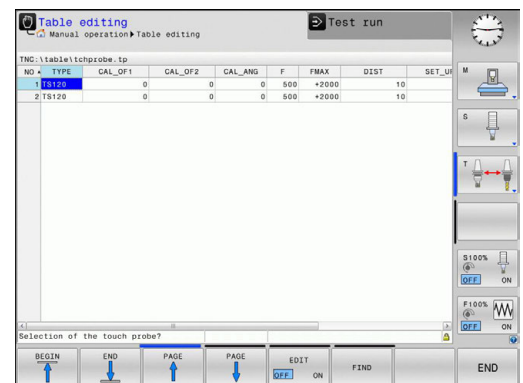 Table editing
Manual operation▸Table editing
Test run
TNC:\table\tchprobe.tp
NO TYPE CAL_OF1 CAL_OF2 CAL_ANG F FMAX DIST SET_UP
1 TS120 0 0 0 500 +2000 10
2 TS120 0 0 0 500 +2000 10
Selection of the touch probe?
M
S
T
S100%
OFF ON
F100%
OFF ON
BEGIN
END
PAGE
PAGE
EDIT
OFF ON
FIND
END